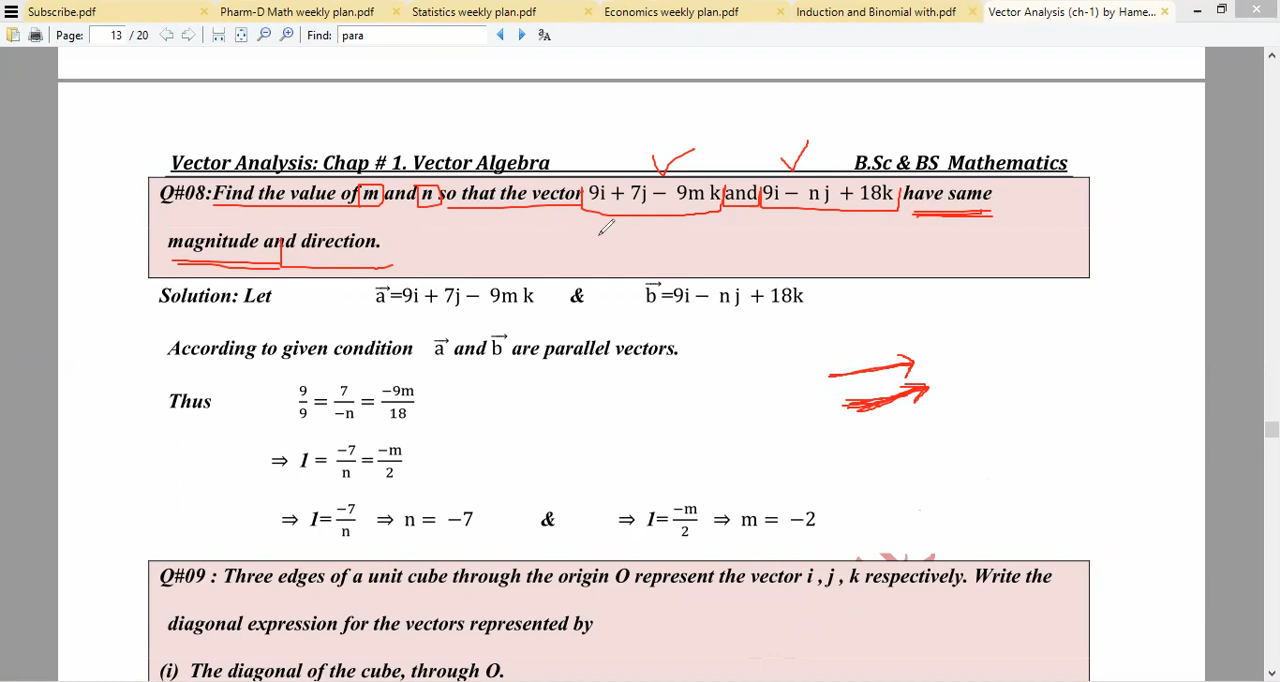 Subscribe.pdf × Pharm-D Math weekly plan.pdf × Statistics weekly plan.pdf × Economics weekly plan.pdf × Induction and Binomial with.pdf × Vector Analysis (ch-1) by Hame... ×
Page: 13 / 20 Find: para
Vector Analysis: Chap # 1. Vector Algebra B.Sc & BS Mathematics
Q#08:Find the value of m and n so that the vector 9i + 7j − 9m k and 9i − n j + 18k have same
magnitude and direction.
Solution: Let a⃗=9i + 7j − 9m k & b⃗=9i − n j + 18k
According to given condition a⃗ and b⃗ are parallel vectors.
Thus 9/9 = 7/−n = −9m/18
⇒ 1 = −7/n = −m/2
⇒ 1= −7/n ⇒ n = −7 & ⇒ 1= −m/2 ⇒ m = −2
Q#09 : Three edges of a unit cube through the origin O represent the vector i , j , k respectively. Write the
diagonal expression for the vectors represented by
(i) The diagonal of the cube, through O.